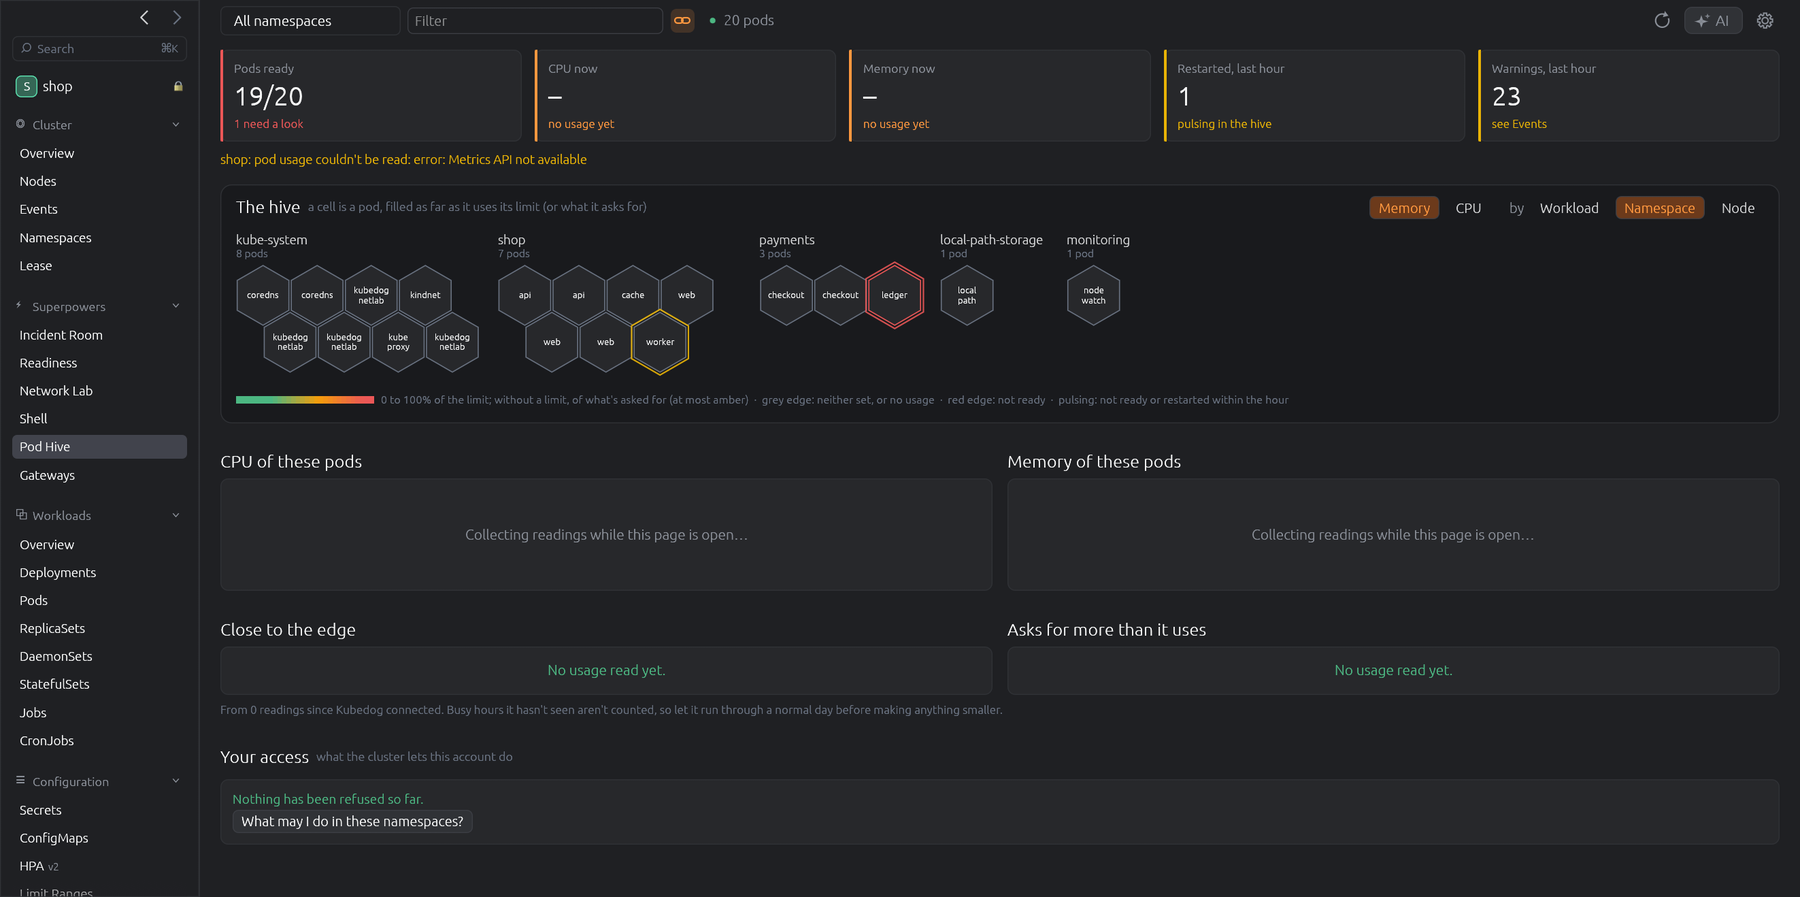 Search
⌘K
S
shop
Cluster
Overview
Nodes
Events
Namespaces
Lease
Superpowers
Incident Room
Readiness
Network Lab
Shell
Pod Hive
Gateways
Workloads
Overview
Deployments
Pods
ReplicaSets
DaemonSets
StatefulSets
Jobs
CronJobs
Configuration
Secrets
ConfigMaps
HPA v2
Limit Ranges
All namespaces
Filter
20 pods
AI
Pods ready
19/20
1 need a look
CPU now
–
no usage yet
Memory now
–
no usage yet
Restarted, last hour
1
pulsing in the hive
Warnings, last hour
23
see Events
shop: pod usage couldn't be read: error: Metrics API not available
The hive a cell is a pod, filled as far as it uses its limit (or what it asks for)
Memory CPU by Workload Namespace Node
kube-system
8 pods
coredns
coredns
kubedog
netlab
kindnet
kubedog
netlab
kubedog
netlab
kube
proxy
kubedog
netlab
shop
7 pods
api
api
cache
web
web
web
worker
payments
3 pods
checkout
checkout
ledger
local-path-storage
1 pod
local
path
monitoring
1 pod
node
watch
0 to 100% of the limit; without a limit, of what's asked for (at most amber) · grey edge: neither set, or no usage · red edge: not ready · pulsing: not ready or restarted within the hour
CPU of these pods
Collecting readings while this page is open…
Memory of these pods
Collecting readings while this page is open…
Close to the edge
No usage read yet.
Asks for more than it uses
No usage read yet.
From 0 readings since Kubedog connected. Busy hours it hasn't seen aren't counted, so let it run through a normal day before making anything smaller.
Your access what the cluster lets this account do
Nothing has been refused so far.
What may I do in these namespaces?